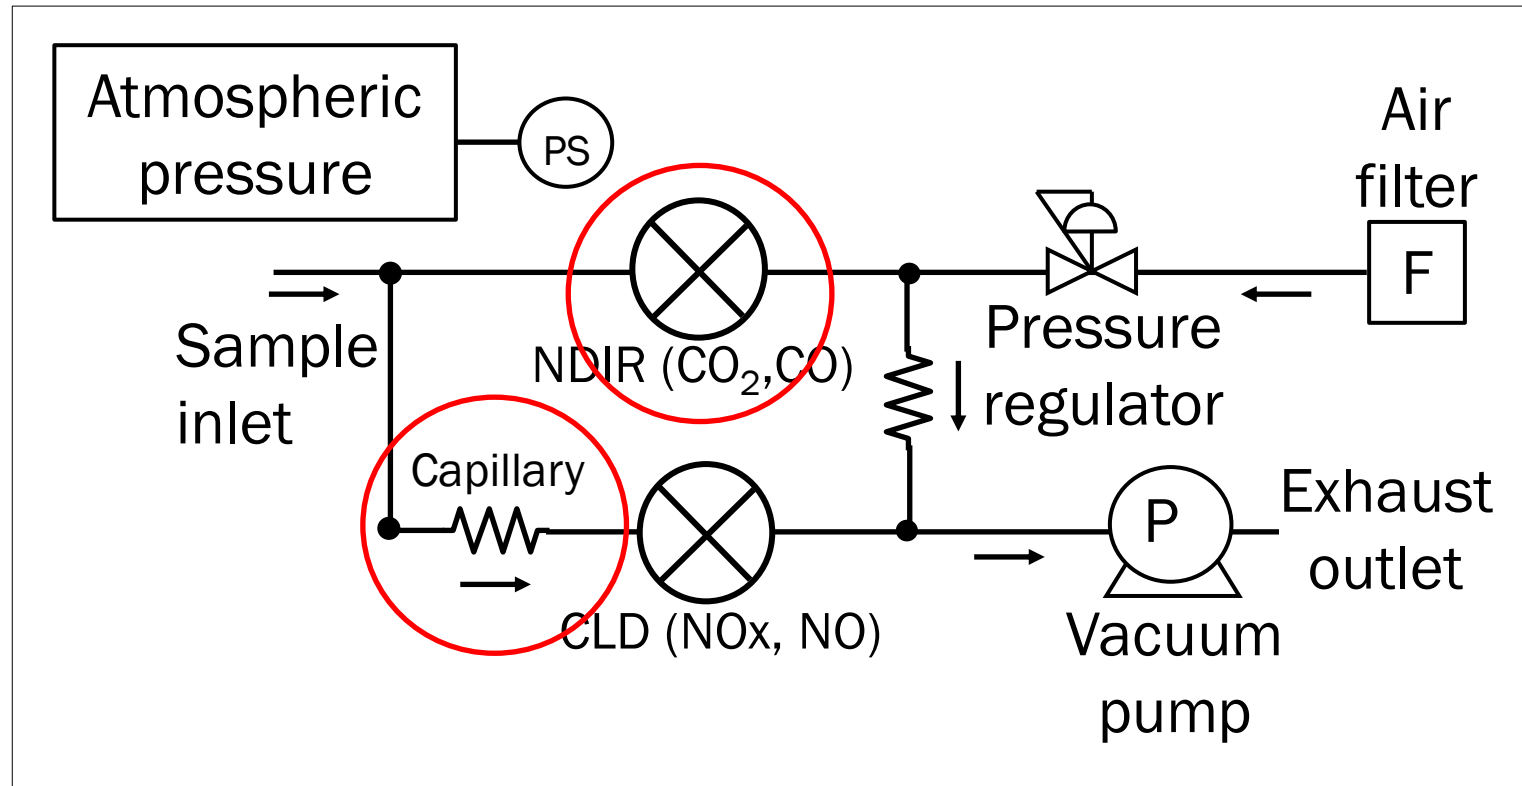 Atmospheric
pressure
PS
Air
filter
F
Sample
inlet
NDIR (CO₂,CO)
Pressure
regulator
Capillary
CLD (NOx, NO)
P
Exhaust
outlet
Vacuum
pump